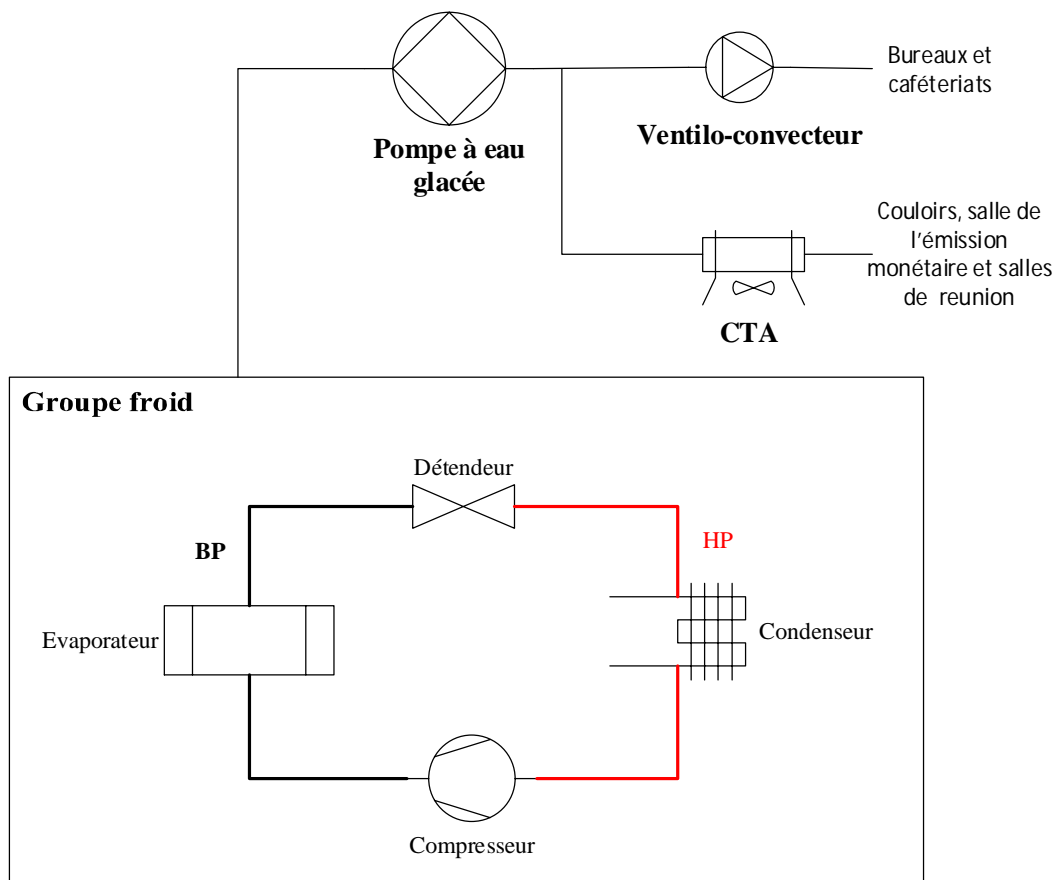 Bureaux et
caféteriats
Pompe à eau
glacée
Ventilo-convecteur
Couloirs, salle de
l'émission
monétaire et salles
de reunion
CTA
Groupe froid
Détendeur
BP
HP
Evaporateur
Condenseur
Compresseur